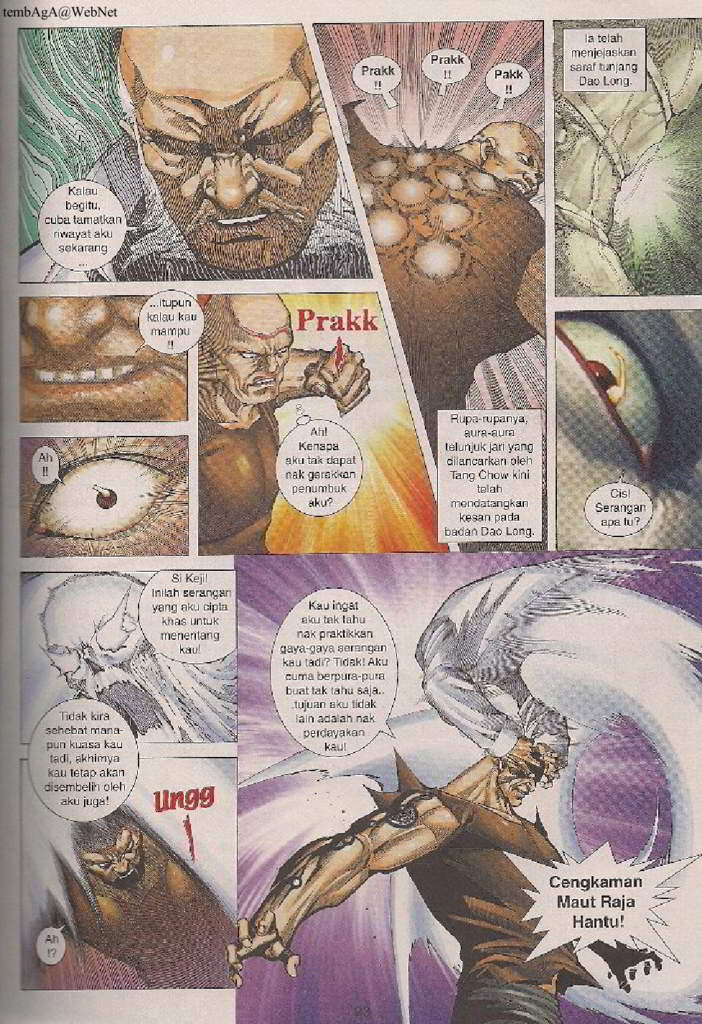 tembAgA@WebNet
Kalau
begitu,
cuba tamatkan
riwayat aku
sekarang
...
Prakk
!!
Prakk
!!
Pakk
!!
Ia telah
menjejaskan
saraf tunjang
Dao Long.
...itupun
kalau kau
mampu
!!
Prakk
!
Ah
!!
Ah!
Kenapa
aku tak dapat
nak gerakkan
penumbuk
aku?
Rupa-rupanya,
aura-aura
telunjuk jari yang
dilancarkan oleh
Tang Chow kini
telah
mendatangkan
kesan pada
badan Dao Long.
Cis!
Serangan
apa tu?
Si Keji!
Inilah serangan
yang aku cipta
khas untuk
menentang
kau!
Tidak kira
sehebat mana-
pun kuasa kau
tadi, akhirnya
kau tetap akan
disembelih oleh
aku juga!
Ungg
!
Ah
!?
Kau ingat
aku tak tahu
nak praktikkan
gaya-gaya serangan
kau tadi? Tidak! Aku
cuma berpura-pura
buat tak tahu saja..
..tujuan aku tidak
lain adalah nak
perdayakan
kau!
Cengkaman
Maut Raja
Hantu!